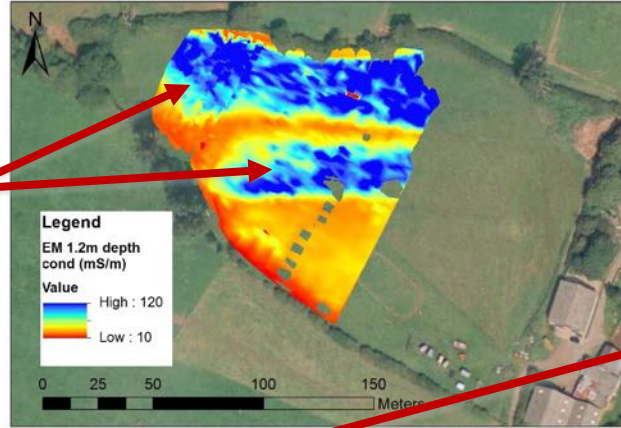 N
Legend
EM 1.2m depth
cond (mS/m)
Value
High : 120
Low : 10
0 25 50 100 150
Meters